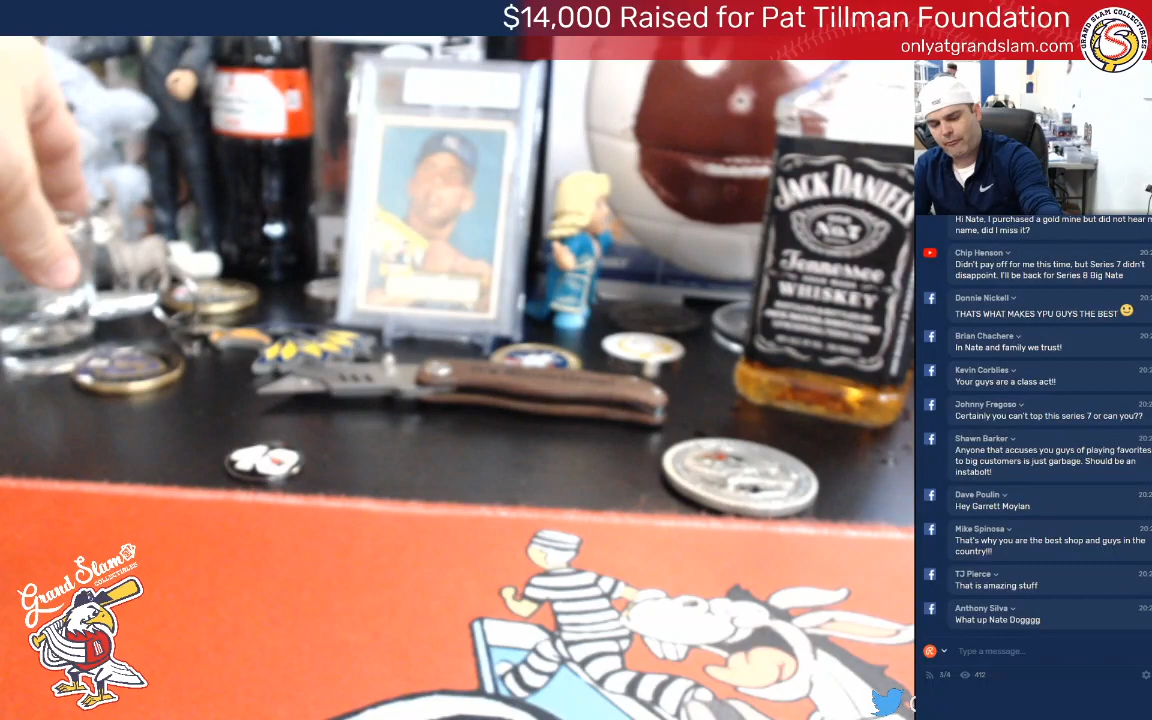 $14,000 Raised for Pat Tillman Foundation
onlyatgrandslam.com
GRAND SLAM COLLECTIBLES
JACK DANIEL'S
OLD
No.7
Tennessee
WHISKEY
Hi Nate, I purchased a gold mine but did not hear
name, did I miss it?
Chip Henson
Didn't pay off for me this time, but Series 7 didn't
disappoint. I'll be back for Series 8 Big Nate
Donnie Nickell
THATS WHAT MAKES YPU GUYS THE BEST
Brian Chachere
In Nate and family we trust!
Kevin Corblies
Your guys are a class act!!
Johnny Fregoso
Certainly you can't top this series 7 or can you??
Shawn Barker
Anyone that accuses you guys of playing favorites
to big customers is just garbage. Should be an
instabolt!
Dave Poulin
Hey Garrett Moylan
Mike Spinosa
That's why you are the best shop and guys in the
country!!!
TJ Pierce
That is amazing stuff
Anthony Silva
What up Nate Dogggg
Type a message...
3/4 412
Grand Slam
COLLECTIBLES